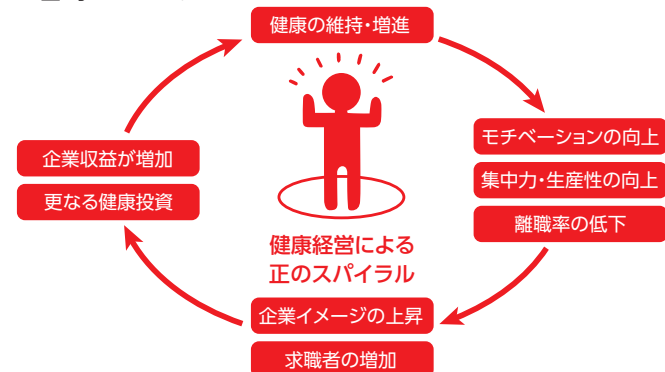 健康の維持・増進
モチベーションの向上
集中力・生産性の向上
離職率の低下
企業イメージの上昇
求職者の増加
企業収益が増加
更なる健康投資
健康経営による
正のスパイラル